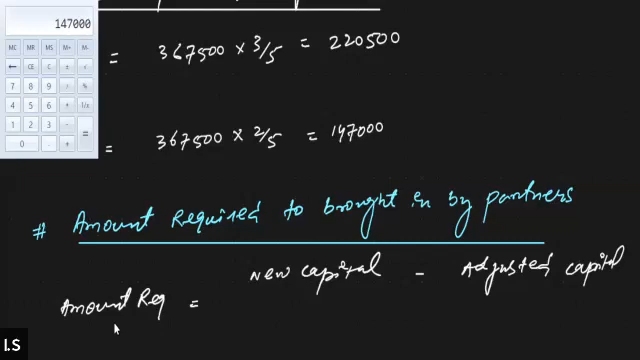 147000
MC MR MS M+ M-
← CE C ± √
7 8 9 / %
4 5 6 * 1/x
1 2 3 - =
0 . +
= 367500 × 3/5 = 220500
= 367500 × 2/5 = 147000
# Amount Required to brought in by partners
Amount Req = New capital - Adjusted capital
I.S